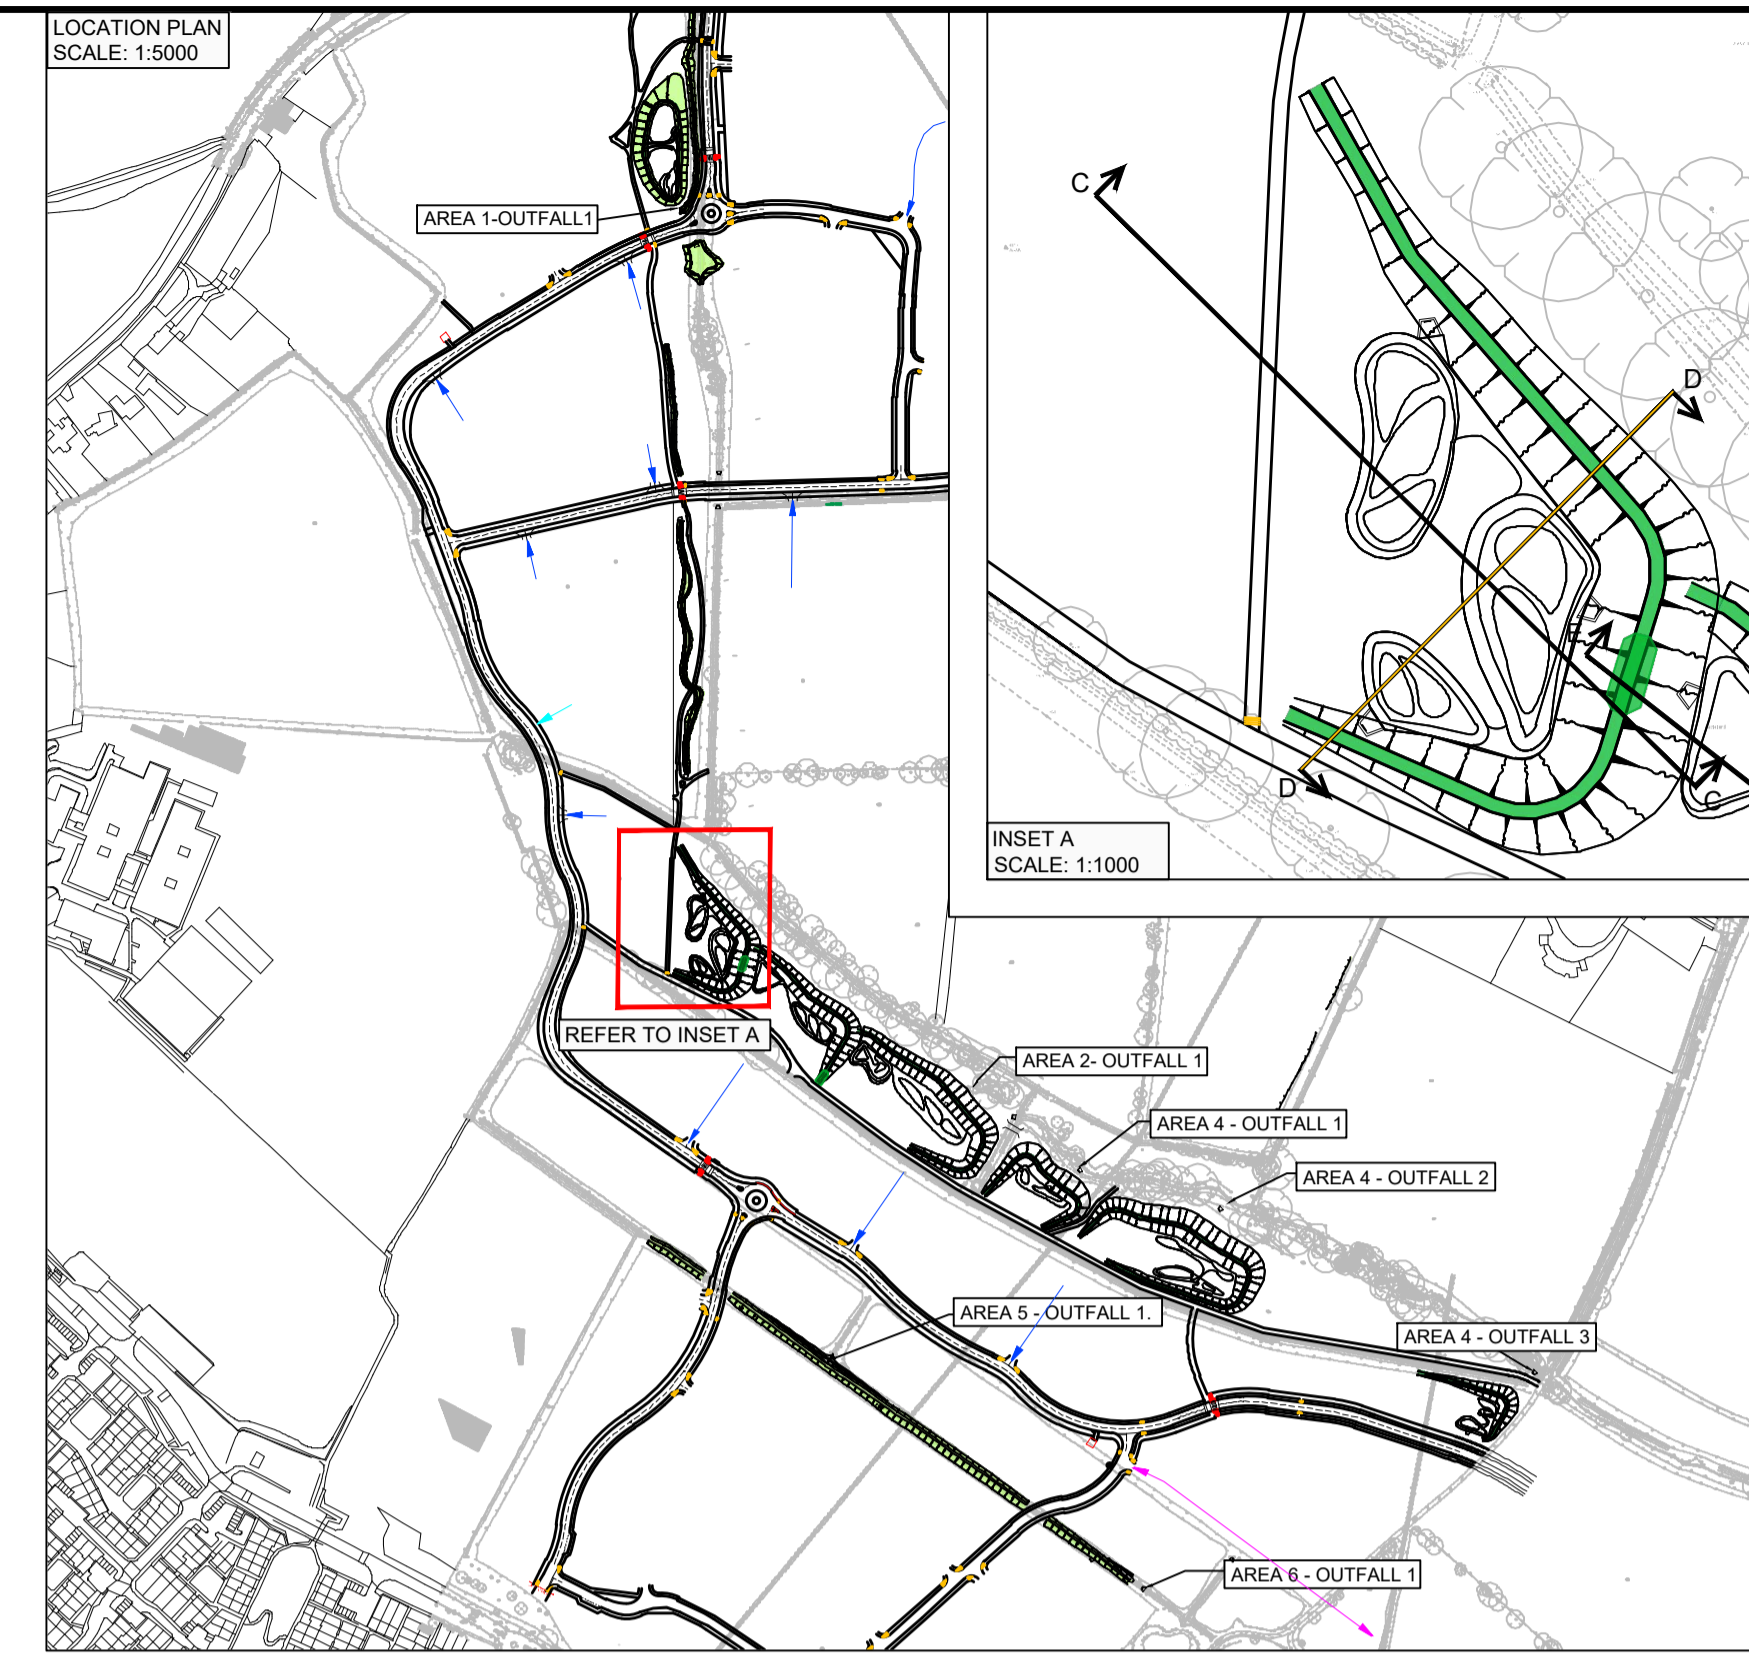 LOCATION PLAN
SCALE: 1:5000
AREA 1-OUTFALL1
C
D
E
D
C
INSET A
SCALE: 1:1000
REFER TO INSET A
AREA 2- OUTFALL 1
AREA 4 - OUTFALL 1
AREA 4 - OUTFALL 2
AREA 5 - OUTFALL 1.
AREA 4 - OUTFALL 3
AREA 6 - OUTFALL 1